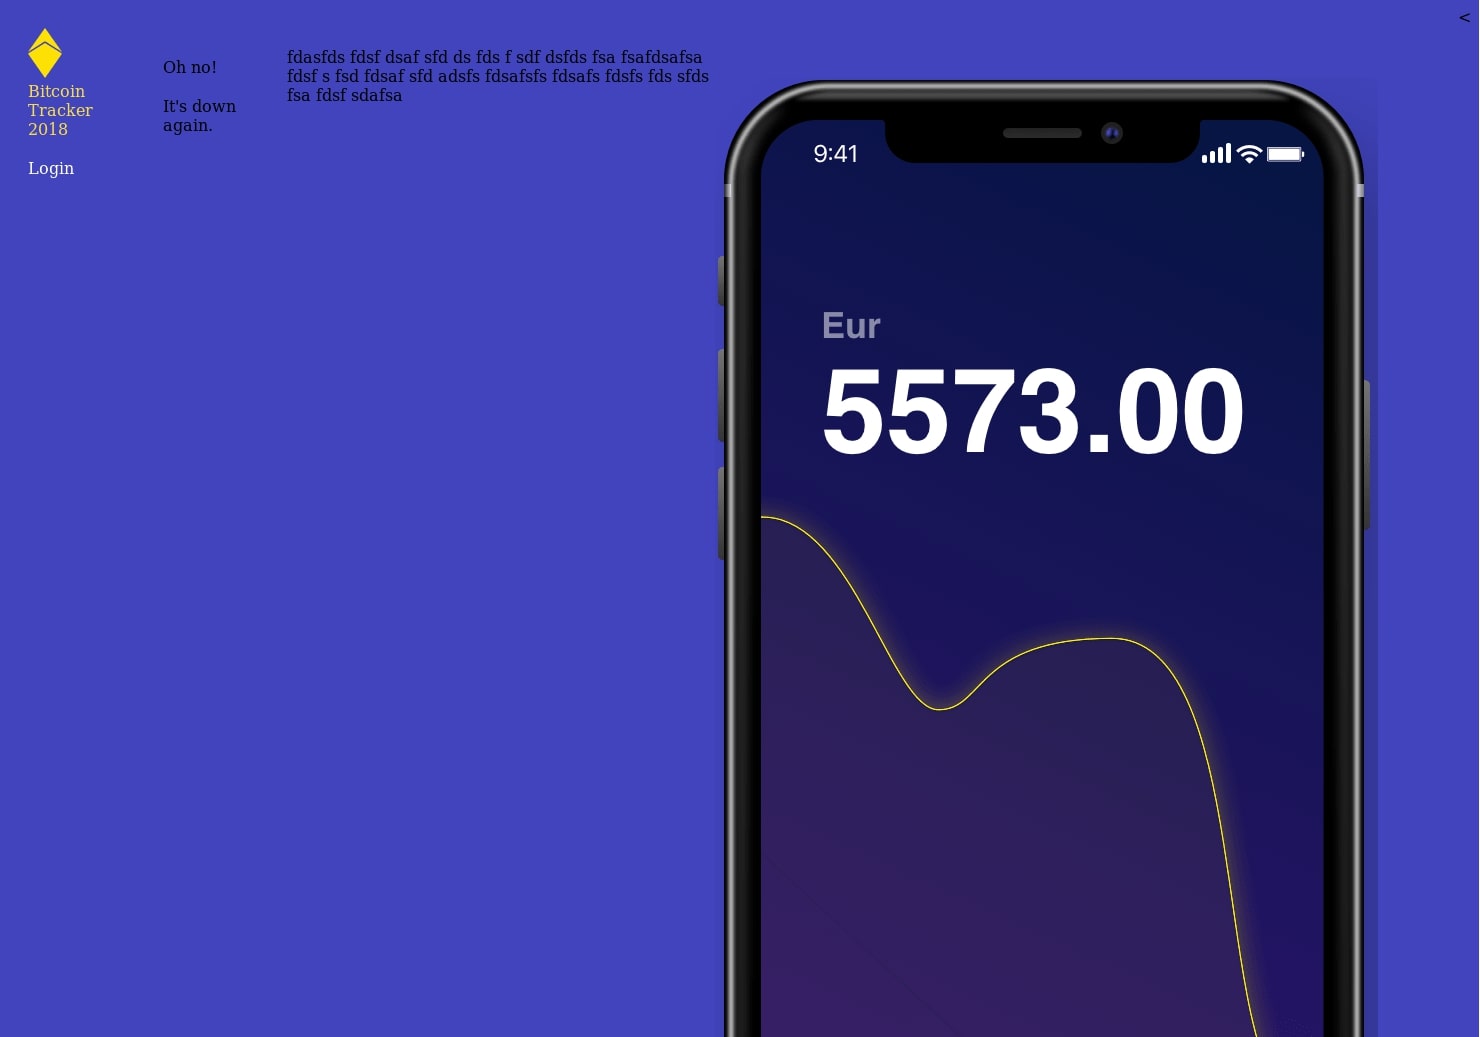 Bitcoin
Tracker
2018
Login
Oh no!
It's down
again.
fdasfds fdsf dsaf sfd ds fds f sdf dsfds fsa fsafdsafsa
fdsf s fsd fdsaf sfd adsfs fdsafsfs fdsafs fdsfs fds sfds
fsa fdsf sdafsa
<
9:41
Eur
5573.00